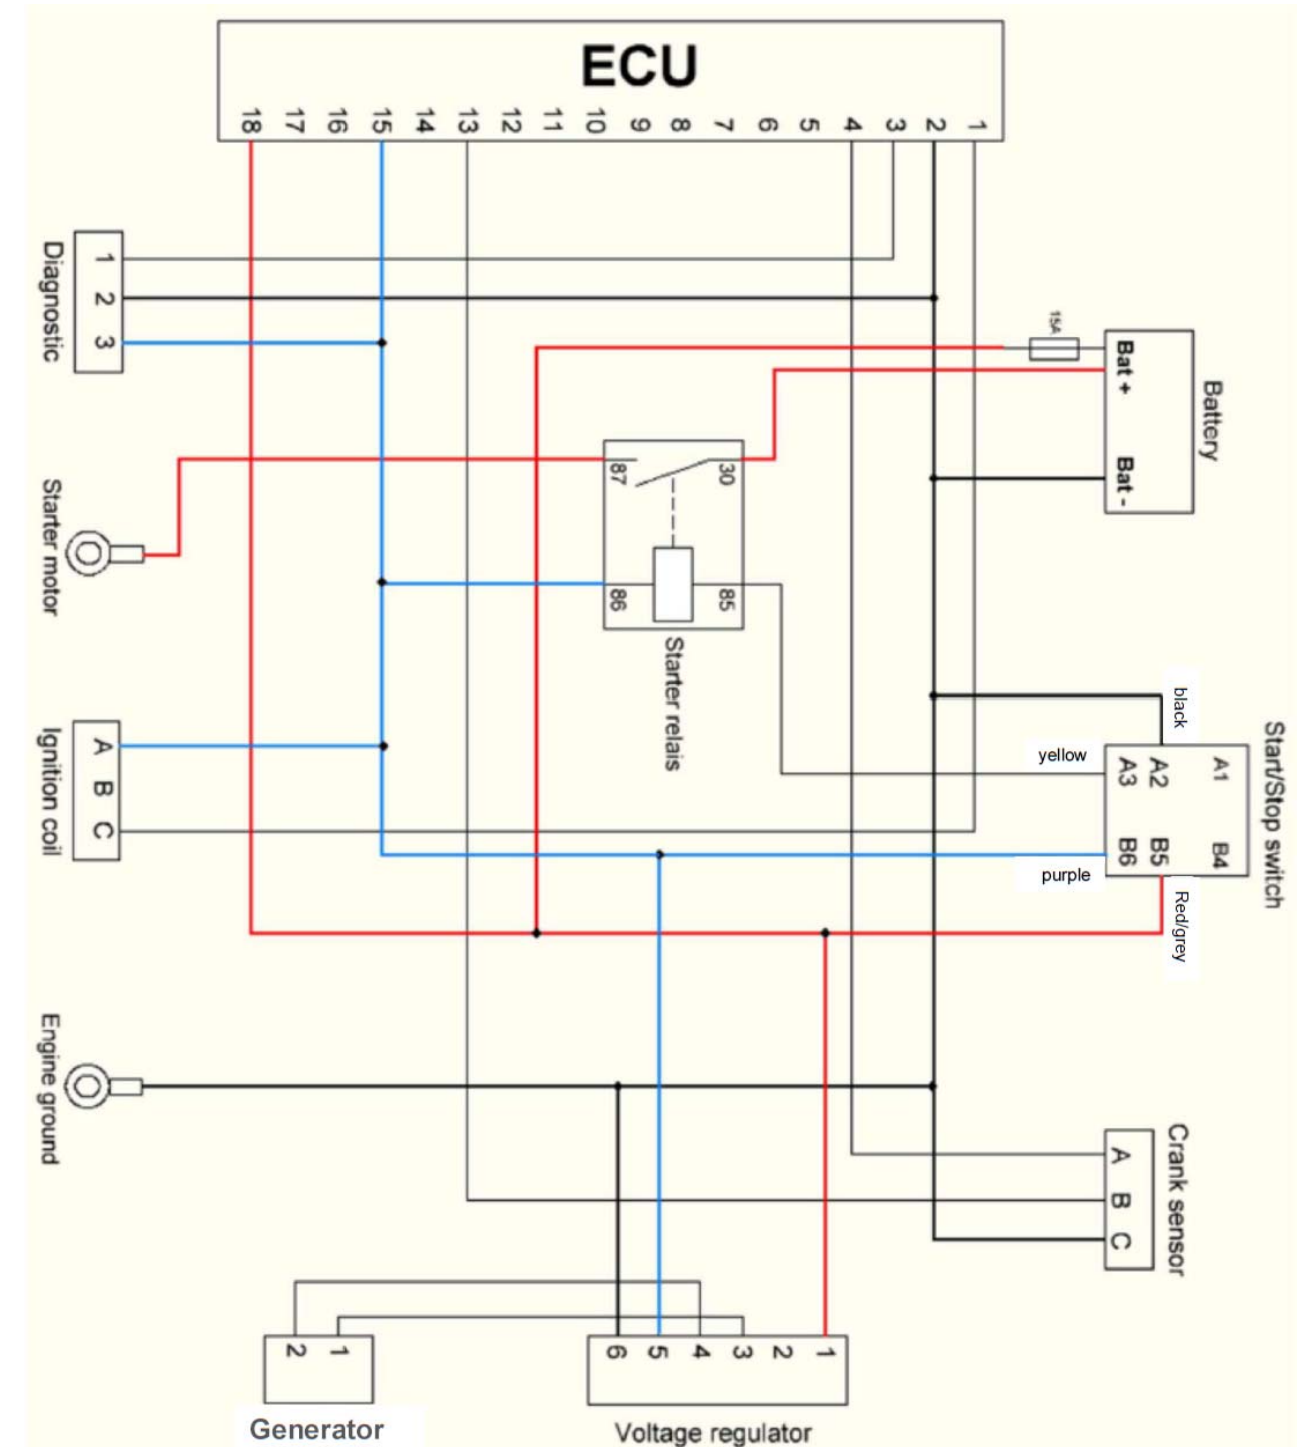 ECU
18 17 16 15 14 13 12 11 10 9 8 7 6 5 4 3 2 1
Diagnostic
1
2
3
15A
Battery
Bat +
Bat -
Starter motor
87 30
86 85
Starter relais
Ignition coil
A
B
C
Start/Stop switch
black
yellow
A3 A2 A1
B6 B5 B4
purple
Red/grey
Engine ground
Crank sensor
A
B
C
2 1
Generator
6 5 4 3 2 1
Voltage regulator